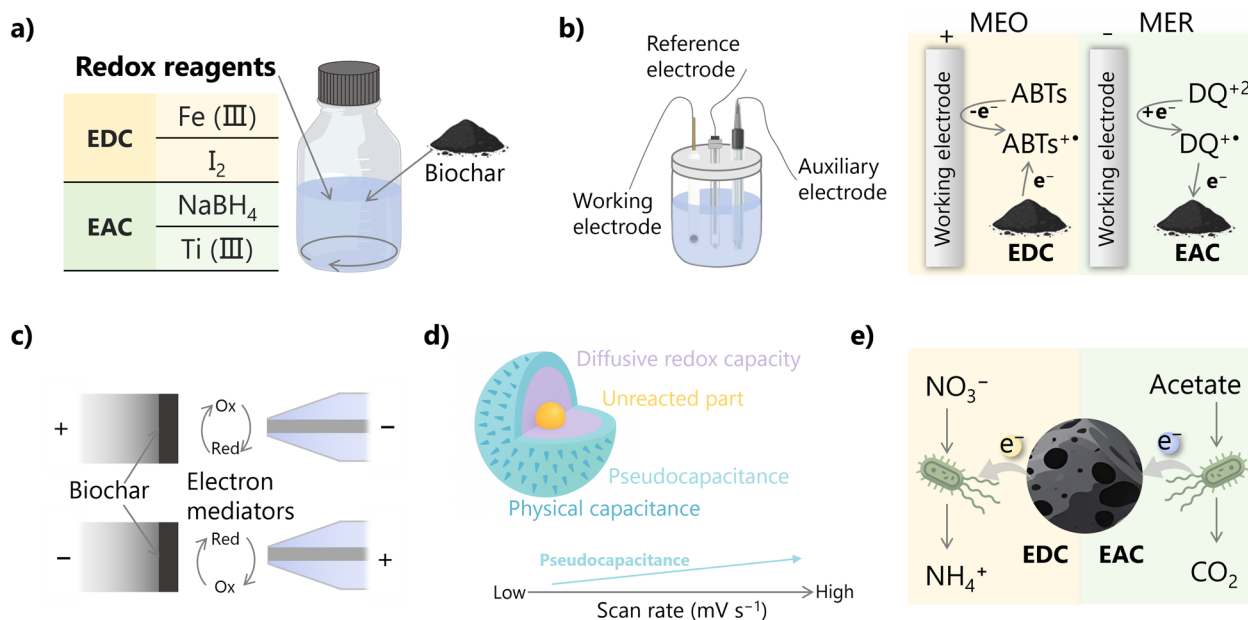 a)
Redox reagents
EDC
Fe (Ⅲ)
I₂
EAC
NaBH₄
Ti (Ⅲ)
Biochar
b)
Reference
electrode
Working
electrode
Auxiliary
electrode
MEO
MER
+
Working electrode
-e⁻
ABTs
ABTs⁺•
e⁻
EDC
-
Working electrode
+e⁻
DQ⁺²
DQ⁺•
e⁻
EAC
c)
+
Ox
Red
−
Biochar
Electron
mediators
−
Red
Ox
+
d)
Diffusive redox capacity
Unreacted part
Pseudocapacitance
Physical capacitance
Pseudocapacitance
Low
High
Scan rate (mV s⁻¹)
e)
NO₃⁻
Acetate
e⁻
e⁻
EDC
EAC
NH₄⁺
CO₂